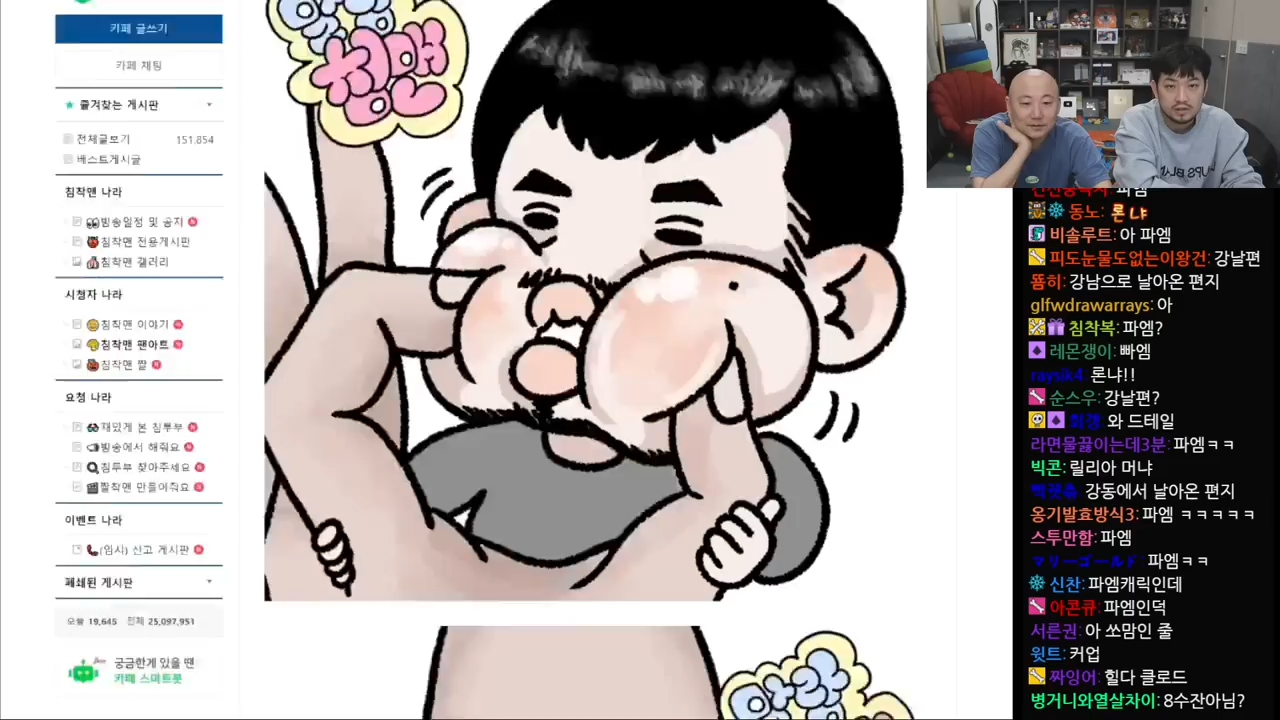 카페 글쓰기
카페 채팅
즐겨찾는 게시판
전체글보기 151,854
베스트게시글
침착맨 나라
방송일정 및 공지
침착맨 전용게시판
침착맨 갤러리
시청자 나라
침착맨 이야기
침착맨 팬아트
침착맨 짤
요청 나라
재밌게 본 침투부
방송에서 해줘요
침투부 찾아주세요
짤착맨 만들어줘요
이벤트 나라
(임시) 신고 게시판
폐쇄된 게시판
오늘 19,645 전체 25,097,951
궁금한게 있을 땐
카페 스마트봇
말랑
침맨
말랑
파엠
동노: 론냐
비솔루트: 아 파엠
피도눈물도없는이왕건: 강날편
뚐히: 강남으로 날아온 편지
glfwdrawarrays: 아
침착복: 파엠?
레몬쟁이: 빠엠
raysik4: 론냐!!
순스우: 강날편?
와 드테일
라면물끓이는데3분: 파엠ㅋㅋ
빅콘: 릴리아 머냐
강동에서 날아온 편지
옹기발효방식3: 파엠 ㅋㅋㅋㅋㅋ
스투만함: 파엠
マリーゴールド: 파엠ㅋㅋ
신찬: 파엠캐릭인데
아콘큐: 파엠인덕
서른권: 아 쏘맘인 줄
윗트: 커업
짜잉어: 힐다 클로드
병거니와열살차이: 8수잔아님?